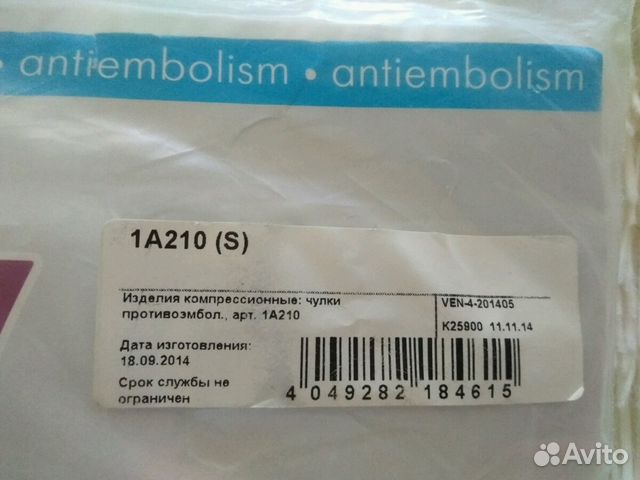 • antiembolism • antiembolism
1A210 (S)
Изделия компрессионные: чулки
противоэмбол., арт. 1A210
VEN-4-201405
K25900 11.11.14
Дата изготовления:
18.09.2014
Срок службы не
ограничен
4 049282 184615
Avito